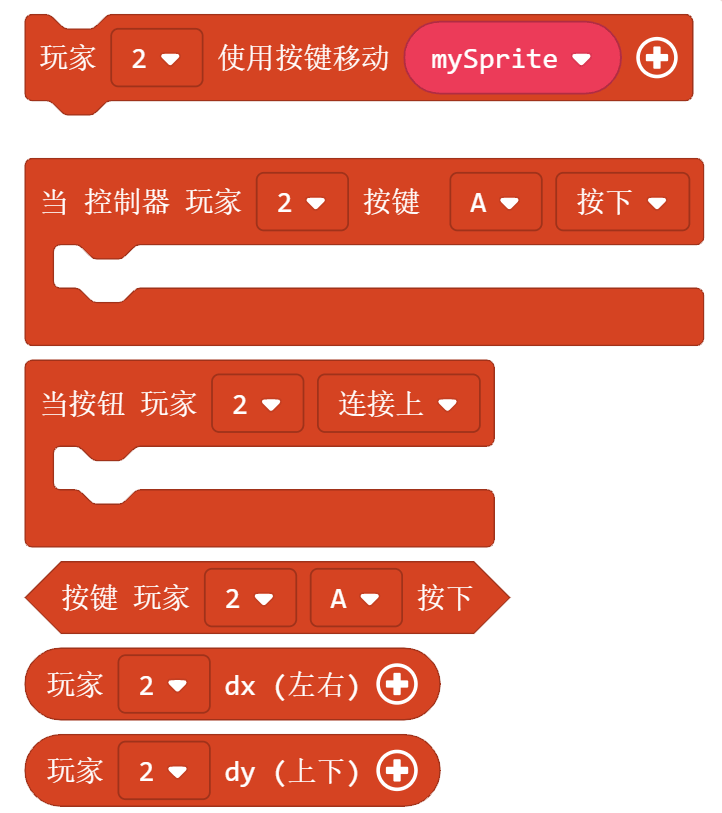 玩家 2 使用按键移动 mySprite
当 控制器 玩家 2 按键 A 按下
当按钮 玩家 2 连接上
按键 玩家 2 A 按下
玩家 2 dx (左右)
玩家 2 dy (上下)